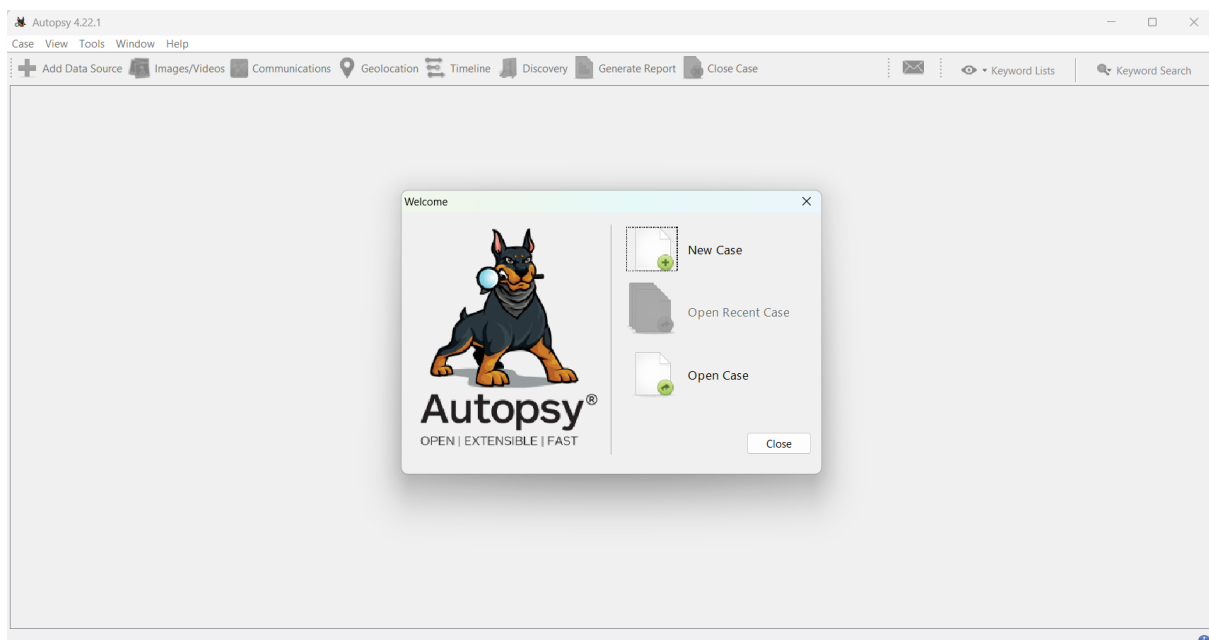 Autopsy 4.22.1
Case View Tools Window Help
Add Data Source Images/Videos Communications Geolocation Timeline Discovery Generate Report Close Case Keyword Lists Keyword Search
Welcome
New Case
Open Recent Case
Open Case
Autopsy®
OPEN | EXTENSIBLE | FAST
Close